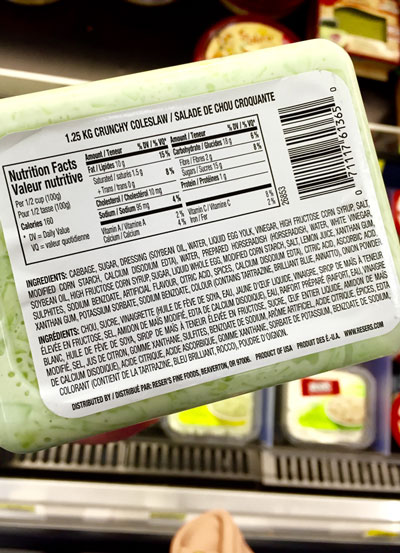 1.25 KG CRUNCHY COLESLAW / SALADE DE CHOU CROQUANTE
Nutrition Facts
Valeur nutritive
Per 1/2 cup (100g)
Pour 1/2 tasse (100g)
Calories 160
*DV = Daily Value
VQ = valeur quotidienne
Amount / Teneur % DV / % VQ*
Fat / Lipides 10 g 15 %
Saturated / saturés 1.5 g
+ Trans / trans 0 g 8 %
Cholesterol / Cholestérol 10 mg
Sodium / Sodium 95 mg 4 %
Vitamin A / Vitamine A 2 %
Calcium / Calcium 4 %
Amount / Teneur % DV / % VQ*
Carbohydrate / Glucides 18 g 6 %
Fibre / Fibres 2 g 8 %
Sugars / Sucres 15 g
Protein / Protéines 1 g
Vitamin C / Vitamine C
Iron / Fer 2 %
26853
0 71117 61365 0
INGREDIENTS: CABBAGE, SUGAR, DRESSING (SOYBEAN OIL, WATER, LIQUID EGG YOLK, VINEGAR, HIGH FRUCTOSE CORN SYRUP, SALT,
MODIFIED CORN STARCH, CALCIUM DISODIUM EDTA), WATER, PREPARED HORSERADISH (HORSERADISH, WATER, WHITE VINEGAR,
SOYBEAN OIL, HIGH FRUCTOSE CORN SYRUP, SUGAR, LIQUID WHOLE EGG, MODIFIED CORN STARCH, SALT, LEMON JUICE, XANTHAN GUM,
SULPHITES, SODIUM BENZOATE, ARTIFICIAL FLAVOUR, CITRIC ACID, SPICES, CALCIUM DISODIUM EDTA), CITRIC ACID, ASCORBIC ACID,
XANTHAN GUM, POTASSIUM SORBATE, SODIUM BENZOATE, COLOUR (CONTAINS TARTRAZINE, BRILLIANT BLUE, ANNATTO), ONION POWDER
INGRÉDIENTS: CHOU, SUCRE, VINAIGRETTE (HUILE DE FÈVE DE SOYA, EAU, JAUNE D'ŒUF LIQUIDE, VINAIGRE, SIROP DE MAÏS À TENEUR
ÉLEVÉE EN FRUCTOSE, SEL, AMIDON DE MAÏS MODIFIÉ, EDTA DE CALCIUM DISODIQUE), EAU, RAIFORT PRÉPARÉ (RAIFORT, EAU, VINAIGRE
BLANC, HUILE DE FÈVE DE SOYA, SIROP DE MAÏS À TENEUR ÉLEVÉE EN FRUCTOSE, SUCRE, ŒUF ENTIER LIQUIDE, AMIDON DE MAÏS
MODIFIÉ, SEL, JUS DE CITRON, GOMME XANTHANE, SULFITES, BENZOATE DE SODIUM, ARÔME ARTIFICIEL, ACIDE CITRIQUE, ÉPICES, EDTA
DE CALCIUM DISODIQUE), ACIDE CITRIQUE, ACIDE ASCORBIQUE, GOMME XANTHANE, SORBATE DE POTASSIUM, BENZOATE DE SODIUM,
COLORANT (CONTIENT DE LA TARTRAZINE, BLEU BRILLIANT, ROCOU), POUDRE D'OIGNON.
DISTRIBUTED BY / DISTRIBUÉ PAR: RESER'S FINE FOODS, BEAVERTON, OR 97006. PRODUCT OF USA PRODUIT DES É.-U.A. WWW.RESERS.COM